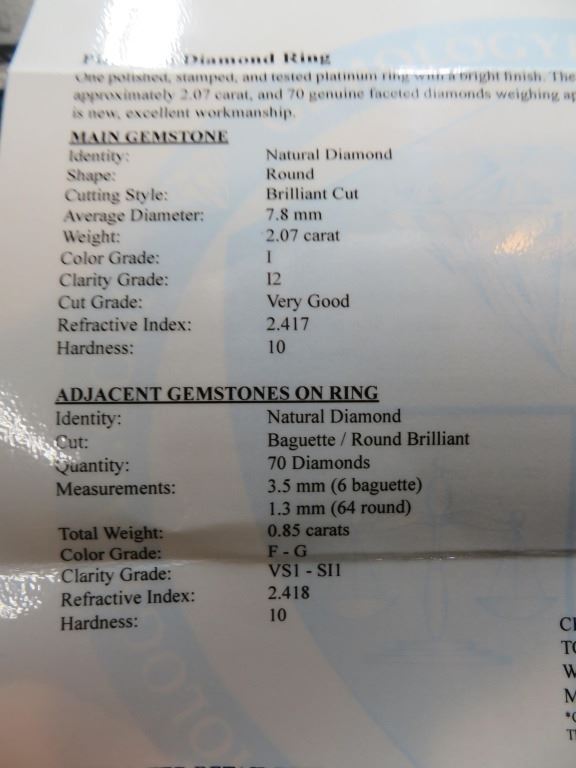 Diamond Ring
One polished, stamped, and tested platinum ring with a bright finish. The
approximately 2.07 carat, and 70 genuine faceted diamonds weighing ap
is new, excellent workmanship.
MAIN GEMSTONE
Identity: Natural Diamond
Shape: Round
Cutting Style: Brilliant Cut
Average Diameter: 7.8 mm
Weight: 2.07 carat
Color Grade: I
Clarity Grade: I2
Cut Grade: Very Good
Refractive Index: 2.417
Hardness: 10
ADJACENT GEMSTONES ON RING
Identity: Natural Diamond
Cut: Baguette / Round Brilliant
Quantity: 70 Diamonds
Measurements: 3.5 mm (6 baguette)
1.3 mm (64 round)
Total Weight: 0.85 carats
Color Grade: F - G
Clarity Grade: VS1 - SI1
Refractive Index: 2.418
Hardness: 10